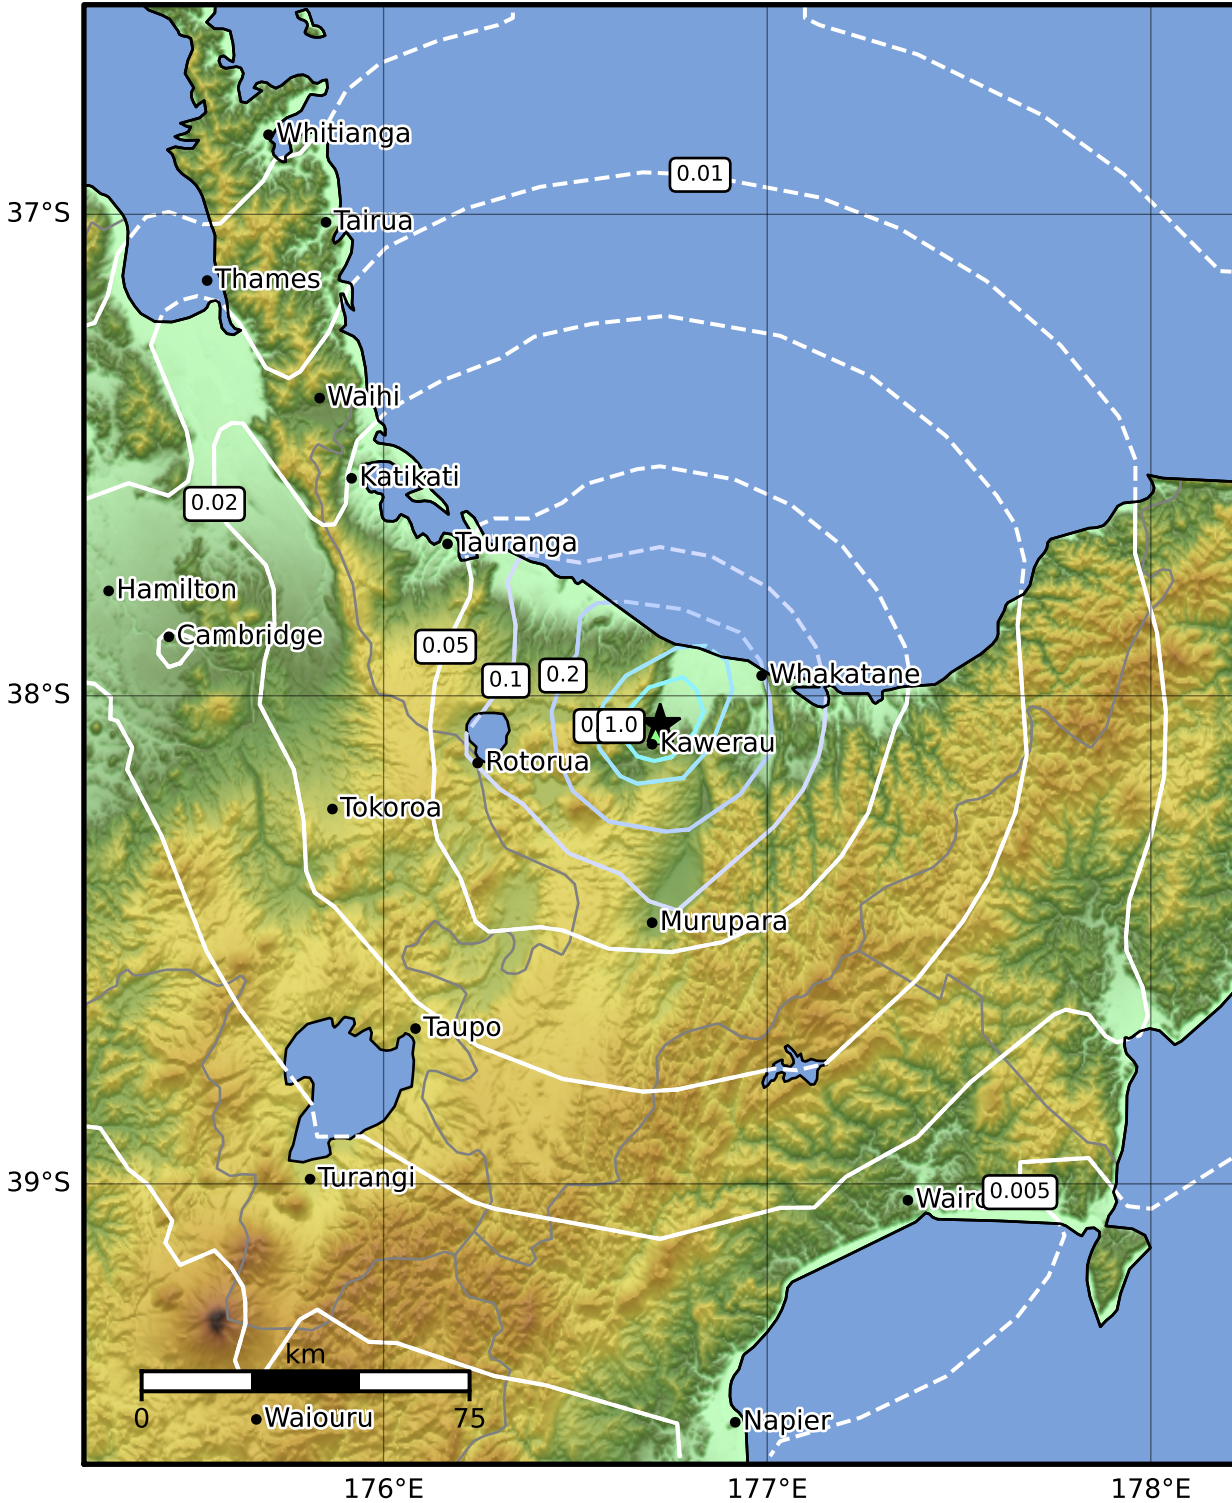 Whitianga
0.01
37°S
Tairua
Thames
Waihi
Katikati
0.02
Tauranga
Hamilton
Cambridge
0.05
0.1
0.2
Whakatane
38°S
1.0
Kawerau
Rotorua
Tokoroa
Murupara
Taupo
39°S
Turangi
0.005
km
0
75
Waiouru
Napier
176°E
177°E
178°E